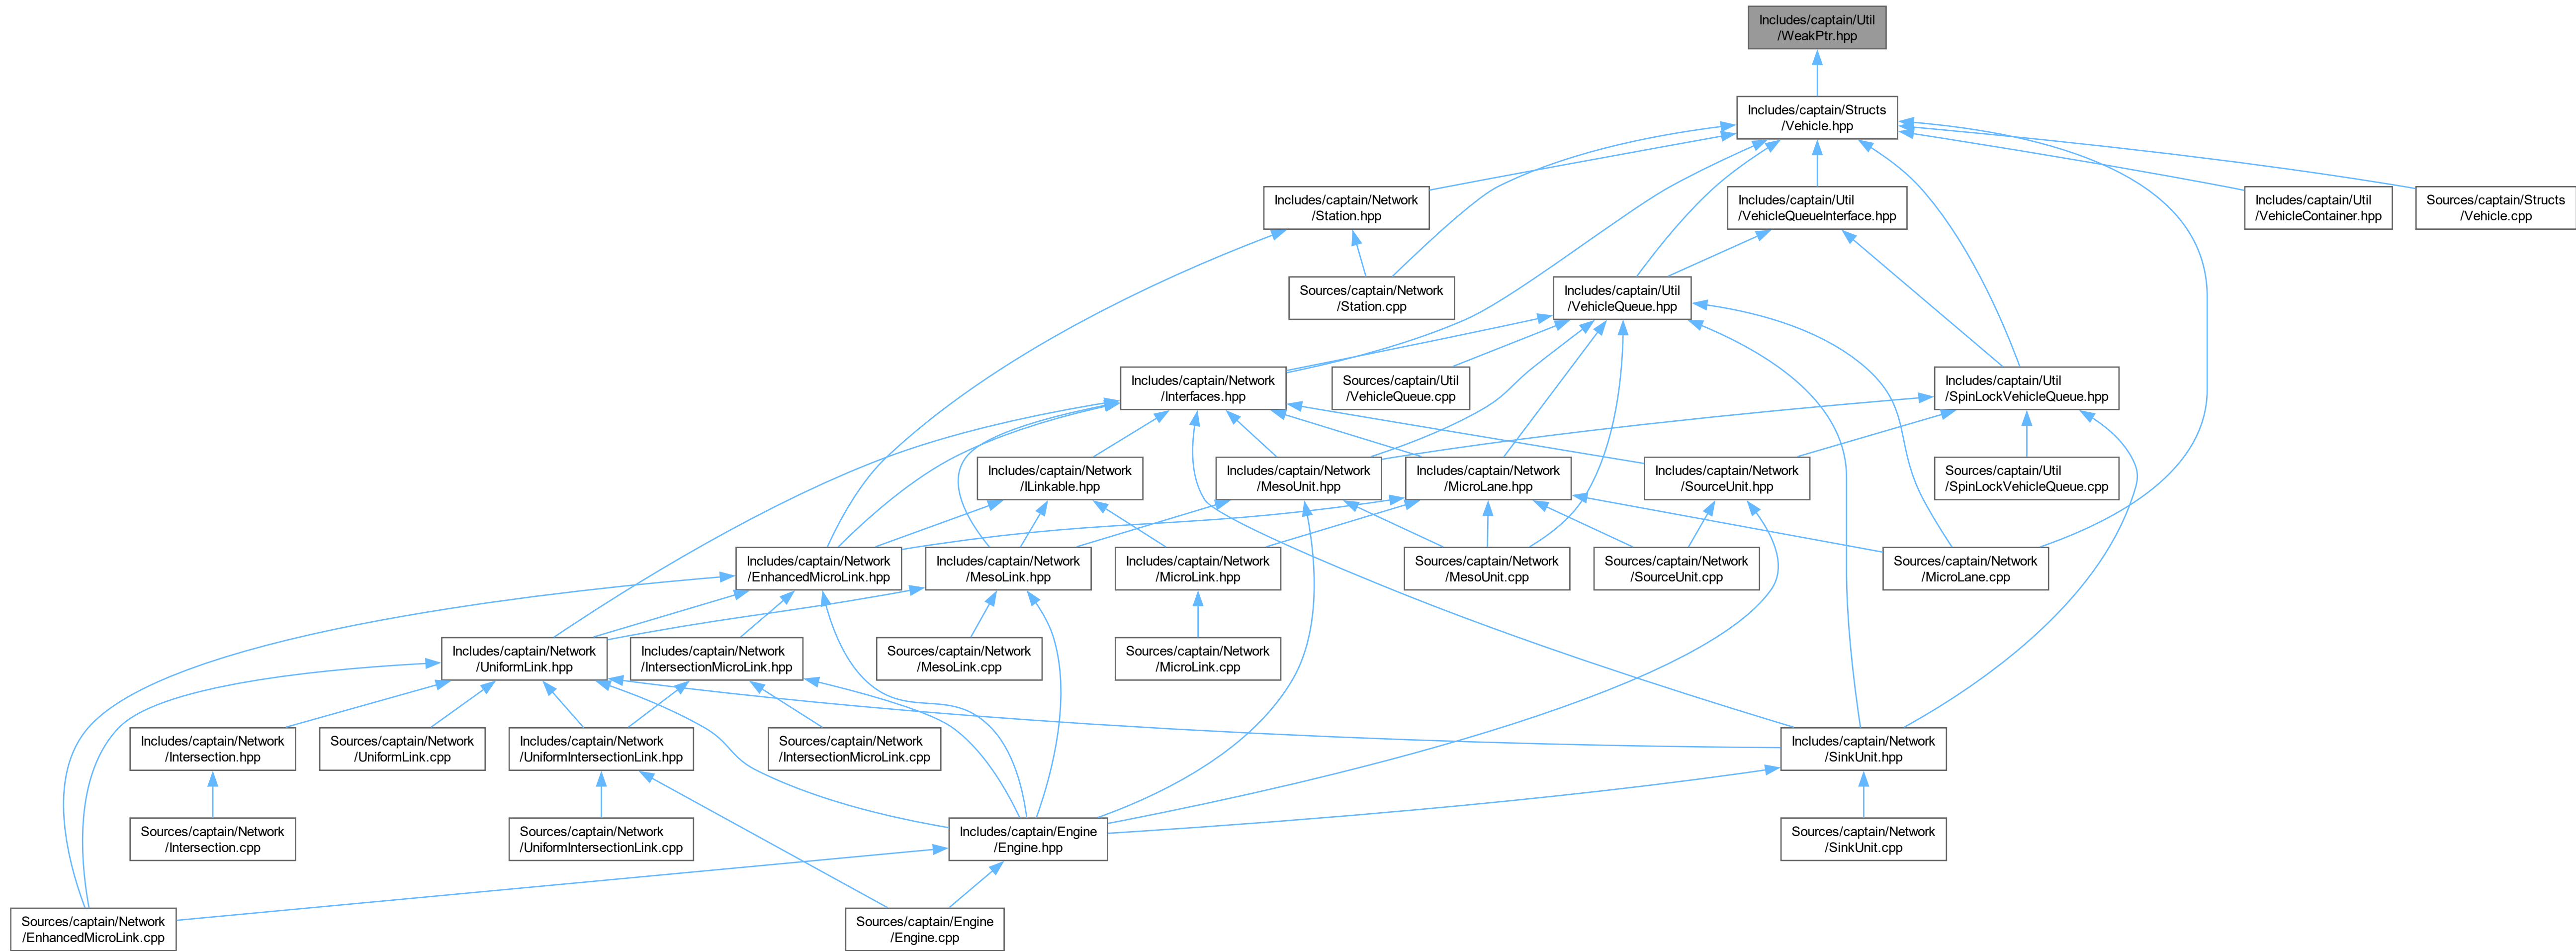 Includes/captain/Util
/WeakPtr.hpp
Includes/captain/Structs
/Vehicle.hpp
Includes/captain/Network
/Station.hpp
Includes/captain/Util
/VehicleQueueInterface.hpp
Includes/captain/Util
/VehicleContainer.hpp
Sources/captain/Structs
/Vehicle.cpp
Sources/captain/Network
/Station.cpp
Includes/captain/Util
/VehicleQueue.hpp
Includes/captain/Network
/Interfaces.hpp
Sources/captain/Util
/VehicleQueue.cpp
Includes/captain/Util
/SpinLockVehicleQueue.hpp
Includes/captain/Network
/ILinkable.hpp
Includes/captain/Network
/MesoUnit.hpp
Includes/captain/Network
/MicroLane.hpp
Includes/captain/Network
/SourceUnit.hpp
Sources/captain/Util
/SpinLockVehicleQueue.cpp
Includes/captain/Network
/EnhancedMicroLink.hpp
Includes/captain/Network
/MesoLink.hpp
Includes/captain/Network
/MicroLink.hpp
Sources/captain/Network
/MesoUnit.cpp
Sources/captain/Network
/SourceUnit.cpp
Sources/captain/Network
/MicroLane.cpp
Includes/captain/Network
/UniformLink.hpp
Includes/captain/Network
/IntersectionMicroLink.hpp
Sources/captain/Network
/MesoLink.cpp
Sources/captain/Network
/MicroLink.cpp
Includes/captain/Network
/Intersection.hpp
Sources/captain/Network
/UniformLink.cpp
Includes/captain/Network
/UniformIntersectionLink.hpp
Sources/captain/Network
/IntersectionMicroLink.cpp
Includes/captain/Network
/SinkUnit.hpp
Sources/captain/Network
/Intersection.cpp
Sources/captain/Network
/UniformIntersectionLink.cpp
Includes/captain/Engine
/Engine.hpp
Sources/captain/Network
/SinkUnit.cpp
Sources/captain/Network
/EnhancedMicroLink.cpp
Sources/captain/Engine
/Engine.cpp